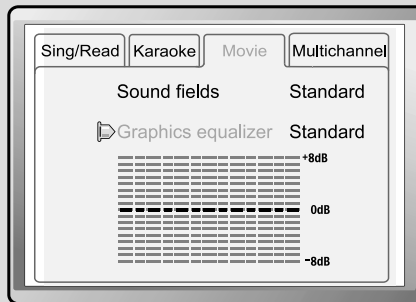 Sing/Read Karaoke Movie Multichannel
Sound fields Standard
Graphics equalizer Standard
+8dB
0dB
-8dB